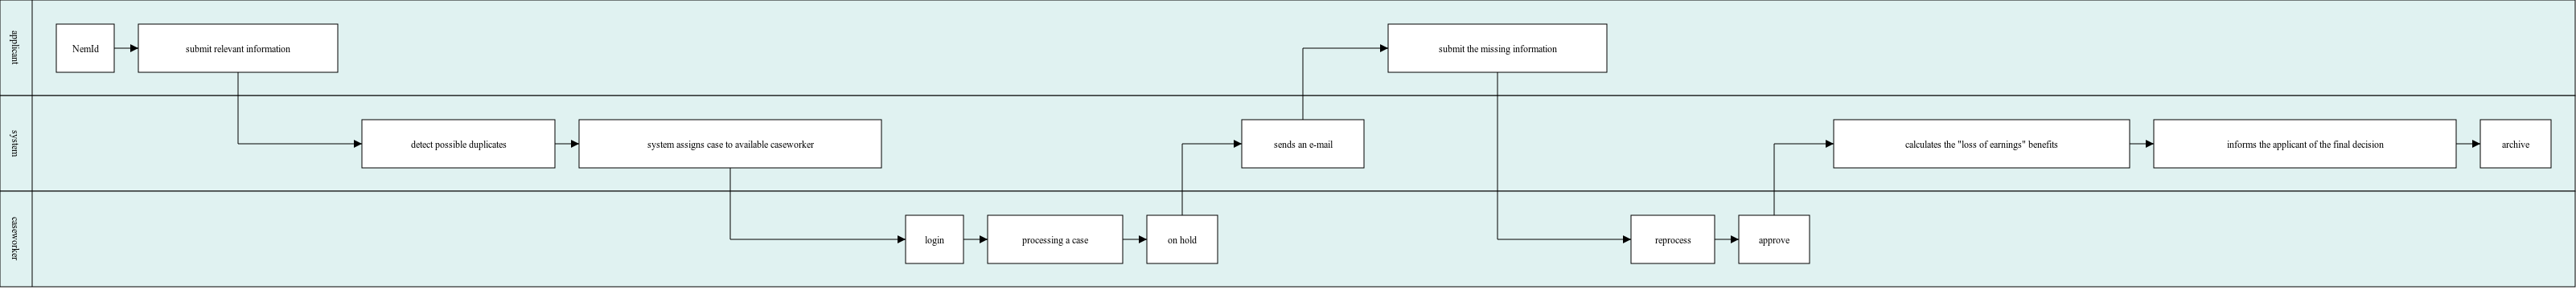 applicant
NemId
submit relevant information
submit the missing information
system
detect possible duplicates
system assigns case to available caseworker
sends an e-mail
calculates the "loss of earnings" benefits
informs the applicant of the final decision
archive
caseworker
login
processing a case
on hold
reprocess
approve